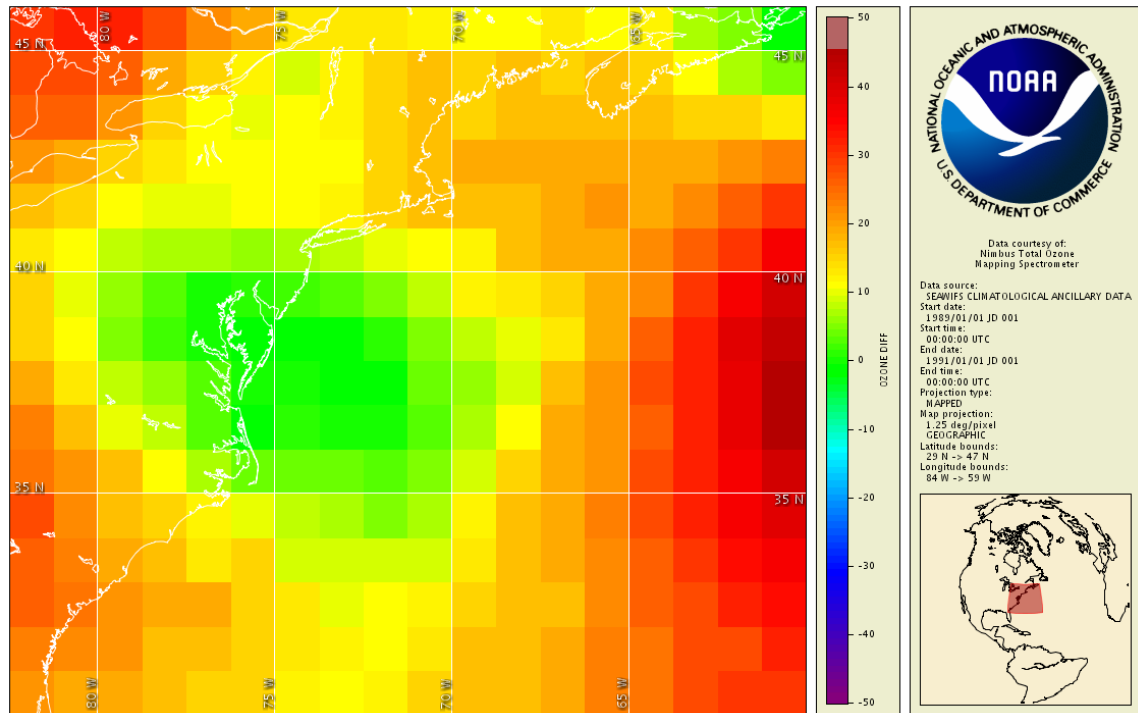 80 W
75 W
70 W
65 W
45 N
45 N
40 N
40 N
35 N
35 N
80 W
75 W
70 W
65 W
50
40
30
20
10
0
-10
-20
-30
-40
-50
OZONE DIFF
NATIONAL OCEANIC AND ATMOSPHERIC ADMINISTRATION
NOAA
U.S. DEPARTMENT OF COMMERCE
Data courtesy of:
Nimbus Total Ozone
Mapping Spectrometer
Data source:
SEAWIFS CLIMATOLOGICAL ANCILLARY DATA
Start date:
1989/01/01 JD 001
Start time:
00:00:00 UTC
End date:
1991/01/01 JD 001
End time:
00:00:00 UTC
Projection type:
MAPPED
Map projection:
1.25 deg/pixel
GEOGRAPHIC
Latitude bounds:
29 N -> 47 N
Longitude bounds:
84 W -> 59 W